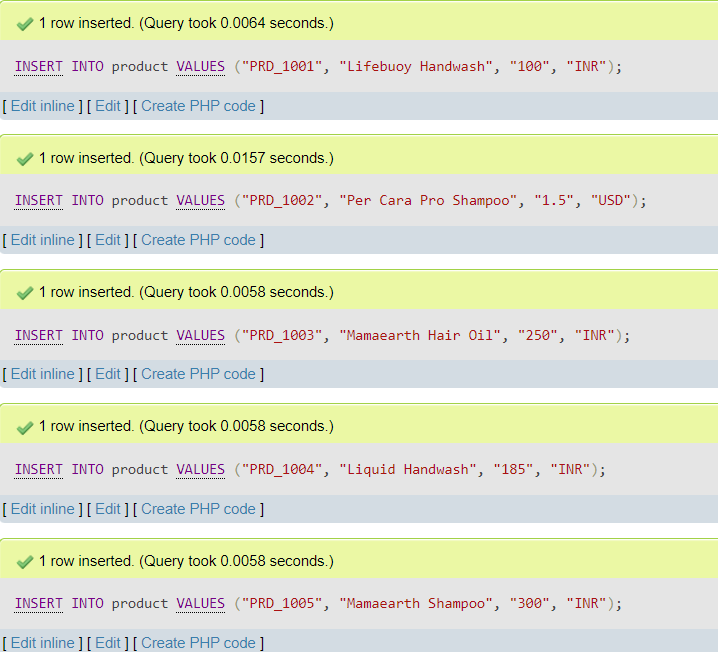 1 row inserted. (Query took 0.0064 seconds.)
INSERT INTO product VALUES ("PRD_1001", "Lifebuoy Handwash", "100", "INR");
[ Edit inline ] [ Edit ] [ Create PHP code ]
1 row inserted. (Query took 0.0157 seconds.)
INSERT INTO product VALUES ("PRD_1002", "Per Cara Pro Shampoo", "1.5", "USD");
[ Edit inline ] [ Edit ] [ Create PHP code ]
1 row inserted. (Query took 0.0058 seconds.)
INSERT INTO product VALUES ("PRD_1003", "Mamaearth Hair Oil", "250", "INR");
[ Edit inline ] [ Edit ] [ Create PHP code ]
1 row inserted. (Query took 0.0058 seconds.)
INSERT INTO product VALUES ("PRD_1004", "Liquid Handwash", "185", "INR");
[ Edit inline ] [ Edit ] [ Create PHP code ]
1 row inserted. (Query took 0.0058 seconds.)
INSERT INTO product VALUES ("PRD_1005", "Mamaearth Shampoo", "300", "INR");
[ Edit inline ] [ Edit ] [ Create PHP code ]